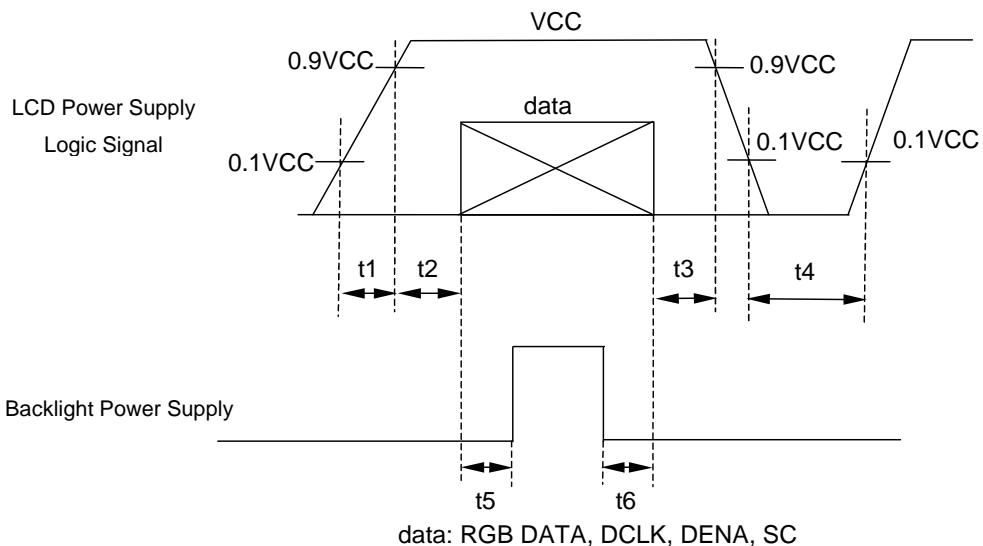 VCC
0.9VCC
0.9VCC
LCD Power Supply
Logic Signal
data
0.1VCC
0.1VCC
0.1VCC
t1
t2
t3
t4
Backlight Power Supply
t5
t6
data: RGB DATA, DCLK, DENA, SC